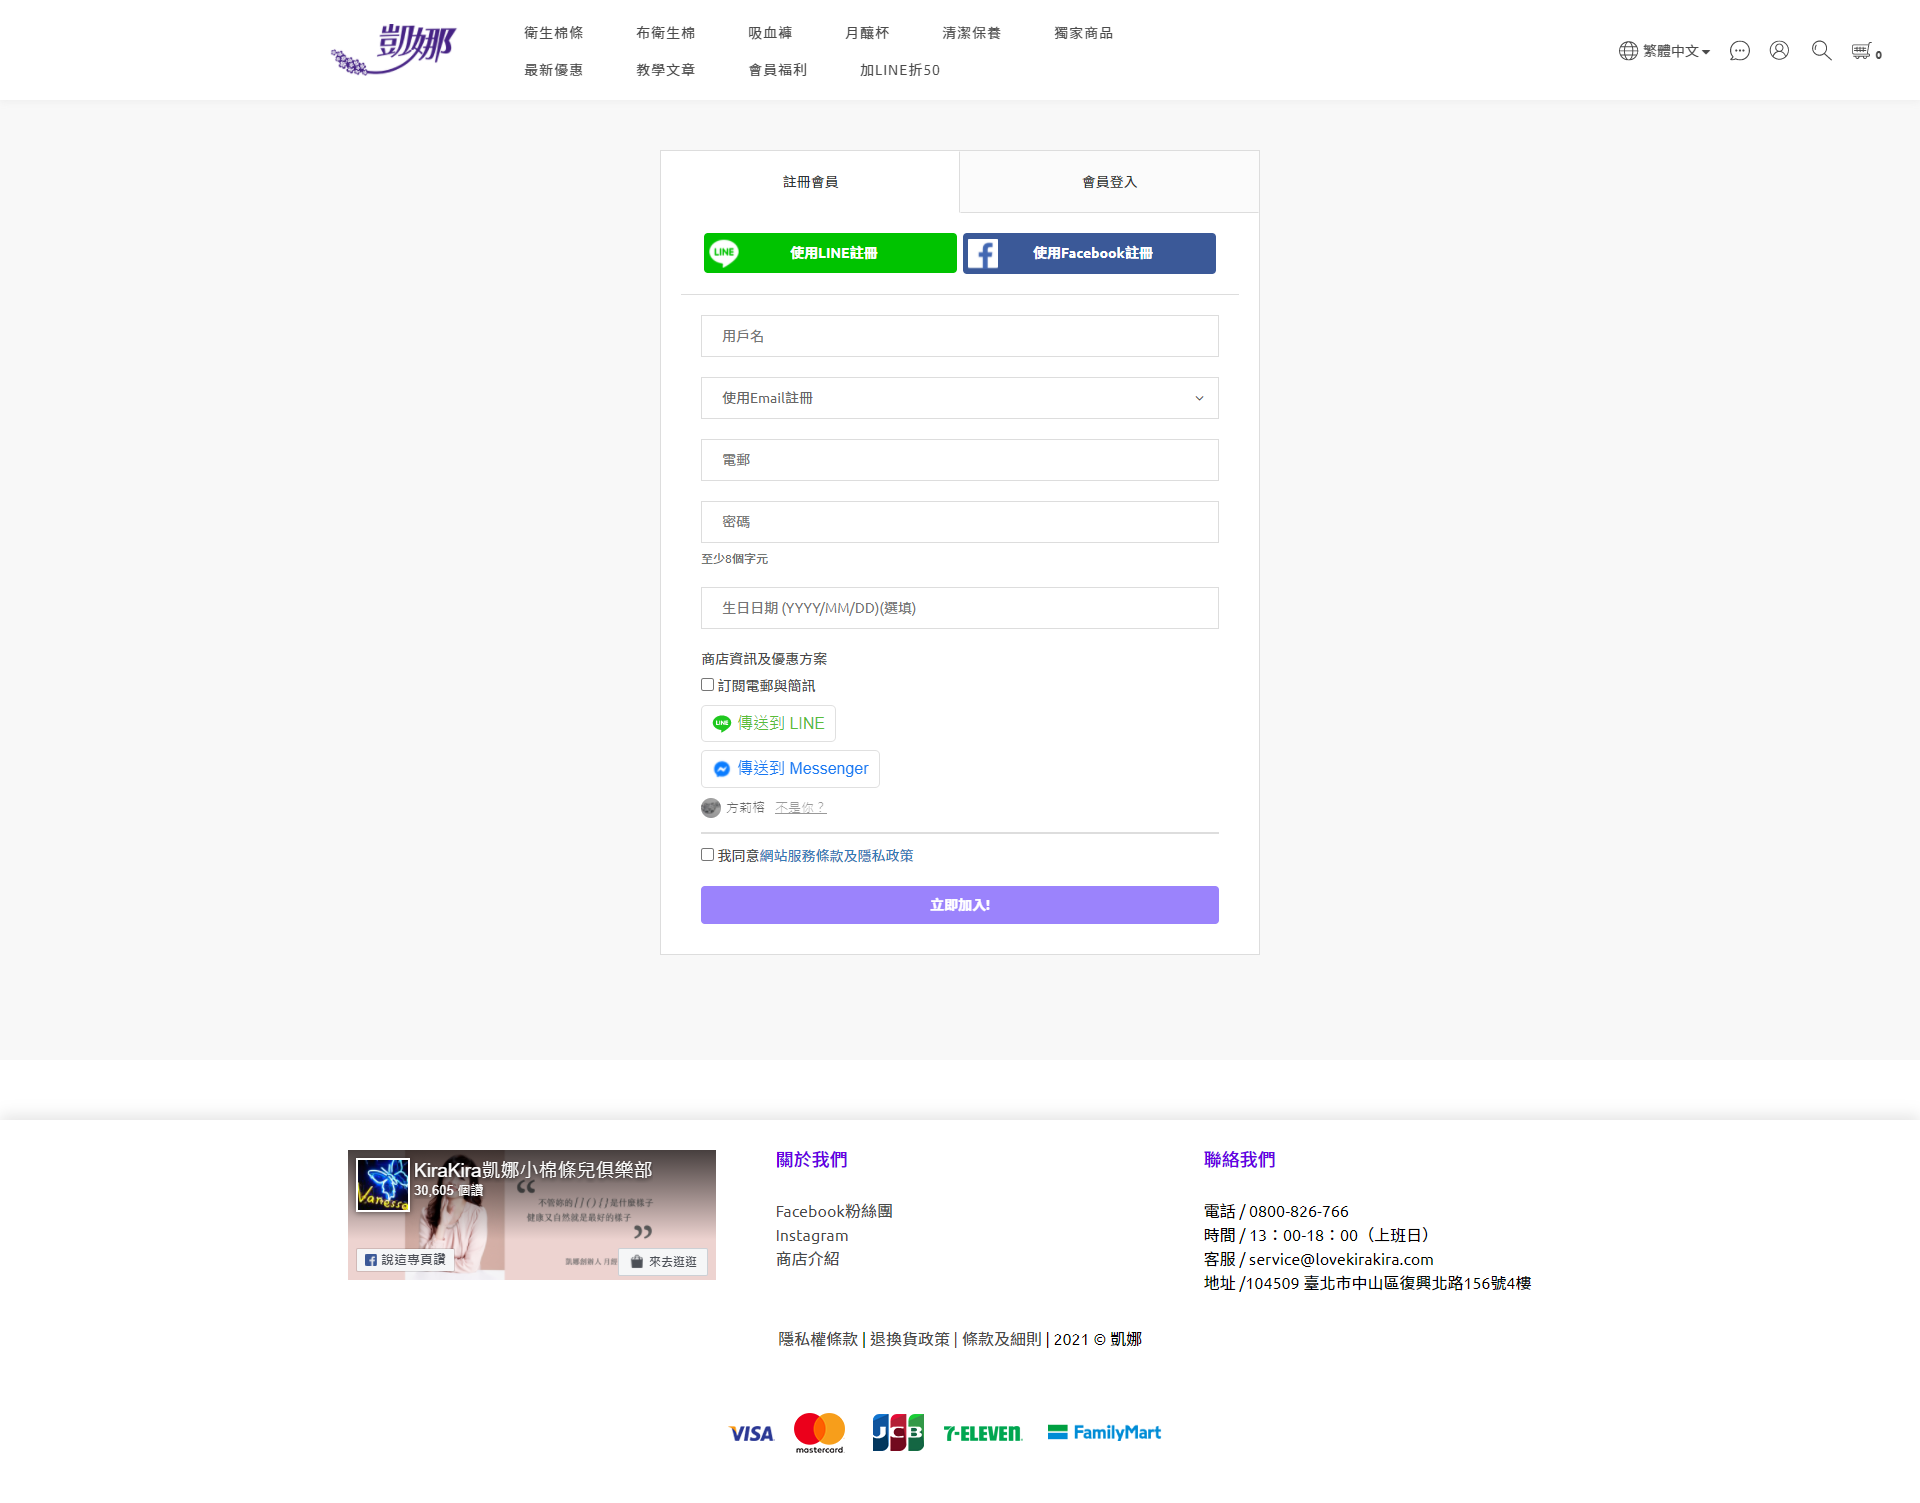 凱娜
衛生棉條 布衛生棉 吸血褲 月釀杯 清潔保養 獨家商品
最新優惠 教學文章 會員福利 加LINE折50
繁體中文 0
註冊會員 會員登入
LINE 使用LINE註冊 使用Facebook註冊
用戶名
使用Email註冊
電郵
密碼
至少8個字元
生日日期 (YYYY/MM/DD)(選填)
商店資訊及優惠方案
訂閱電郵與簡訊
LINE 傳送到 LINE
傳送到 Messenger
方莉榕 不是你？
我同意網站服務條款及隱私政策
立即加入!
KiraKira凱娜小棉條兒俱樂部
30,605 個讚
Vanessa
“ 不管妳的//()//是什麼樣子
健康又自然就是最好的樣子 ”
凱娜創辦人
說這專頁讚 來去逛逛
關於我們
Facebook粉絲團
Instagram
商店介紹
聯絡我們
電話 / 0800-826-766
時間 / 13：00-18：00（上班日）
客服 / service@lovekirakira.com
地址 /104509 臺北市中山區復興北路156號4樓
隱私權條款 | 退換貨政策 | 條款及細則 | 2021 © 凱娜
VISA mastercard JCB 7-ELEVEN FamilyMart